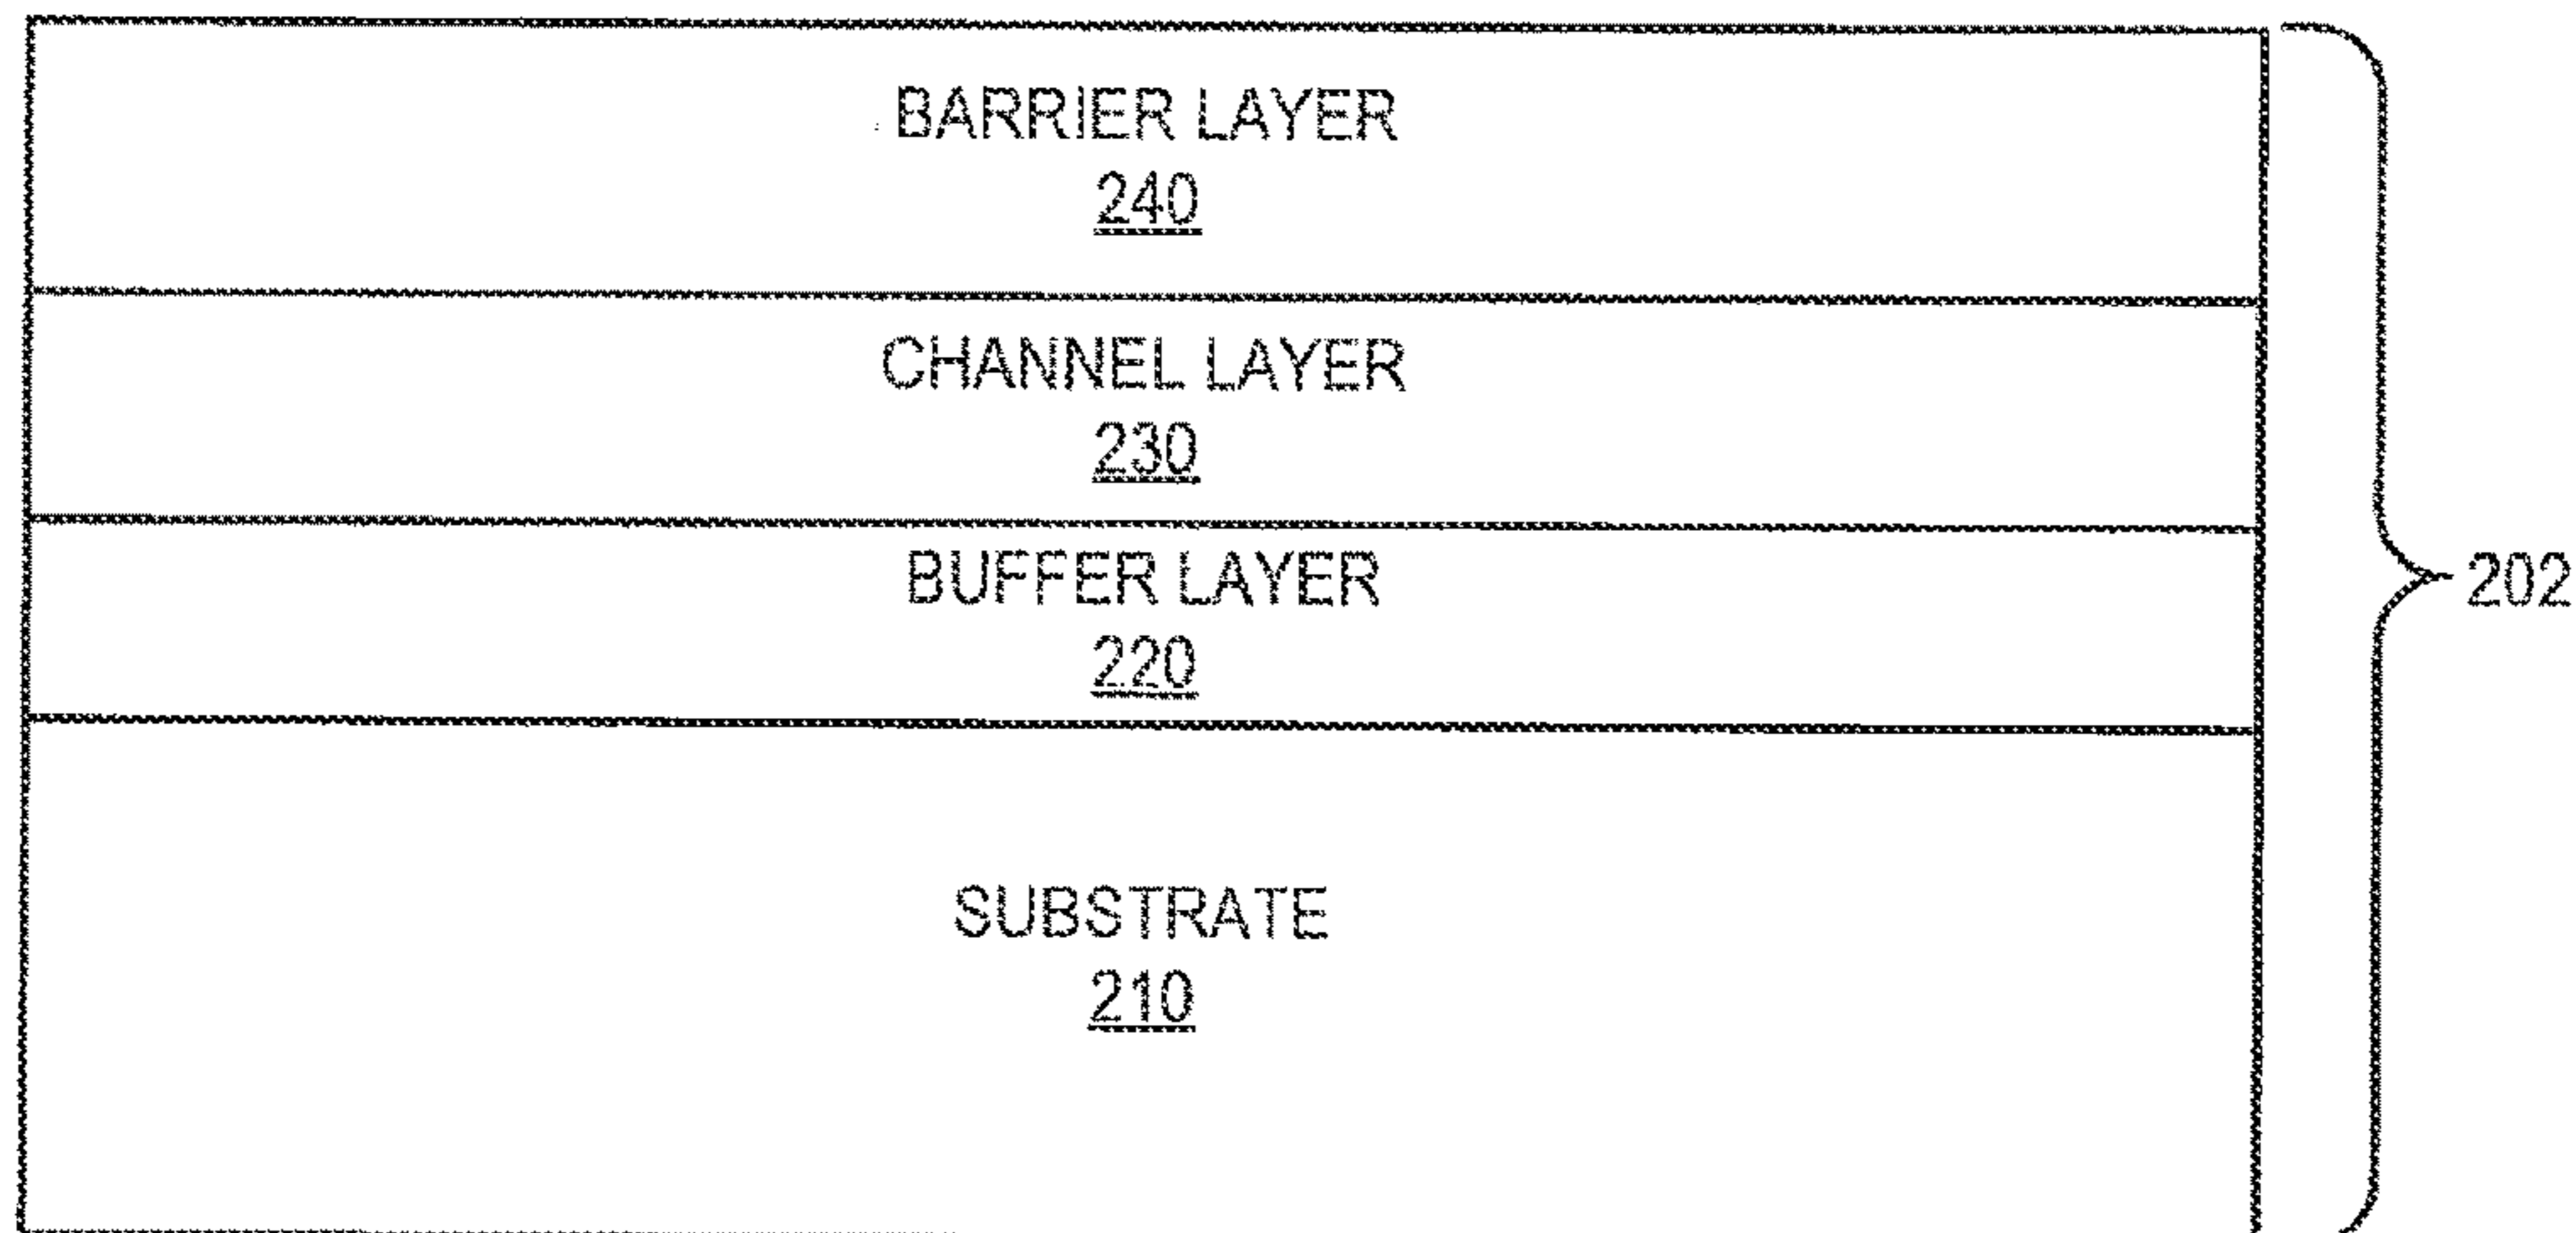 BARRIER LAYER
240
CHANNEL LAYER
230
BUFFER LAYER
220
202
SUBSTRATE
210